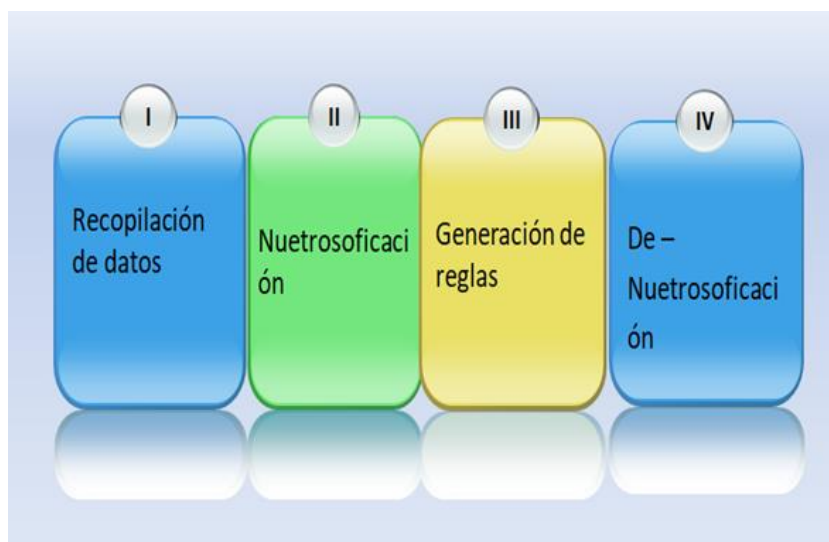 I
Recopilación
de datos
II
Nuetrosoficaci
ón
III
Generación de
reglas
IV
De –
Nuetrosoficaci
ón